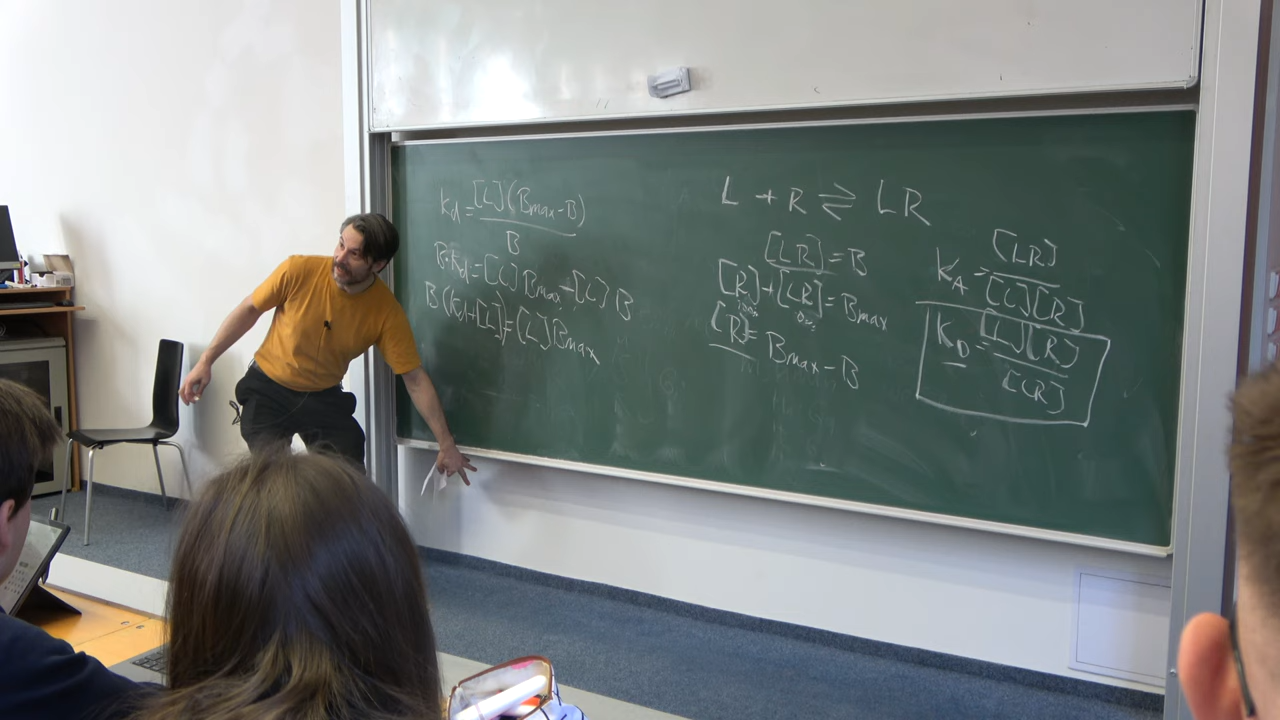 Kd = [L](Bmax - B)
B
B·Kd = [L] Bmax - [L] B
B (Kd + [L]) = [L] Bmax
L + R ⇌ LR
[LR] = B
[R] + [LR] = Bmax
[R] = Bmax - B
KA = [LR]
[L][R]
KD = [L][R]
[LR]